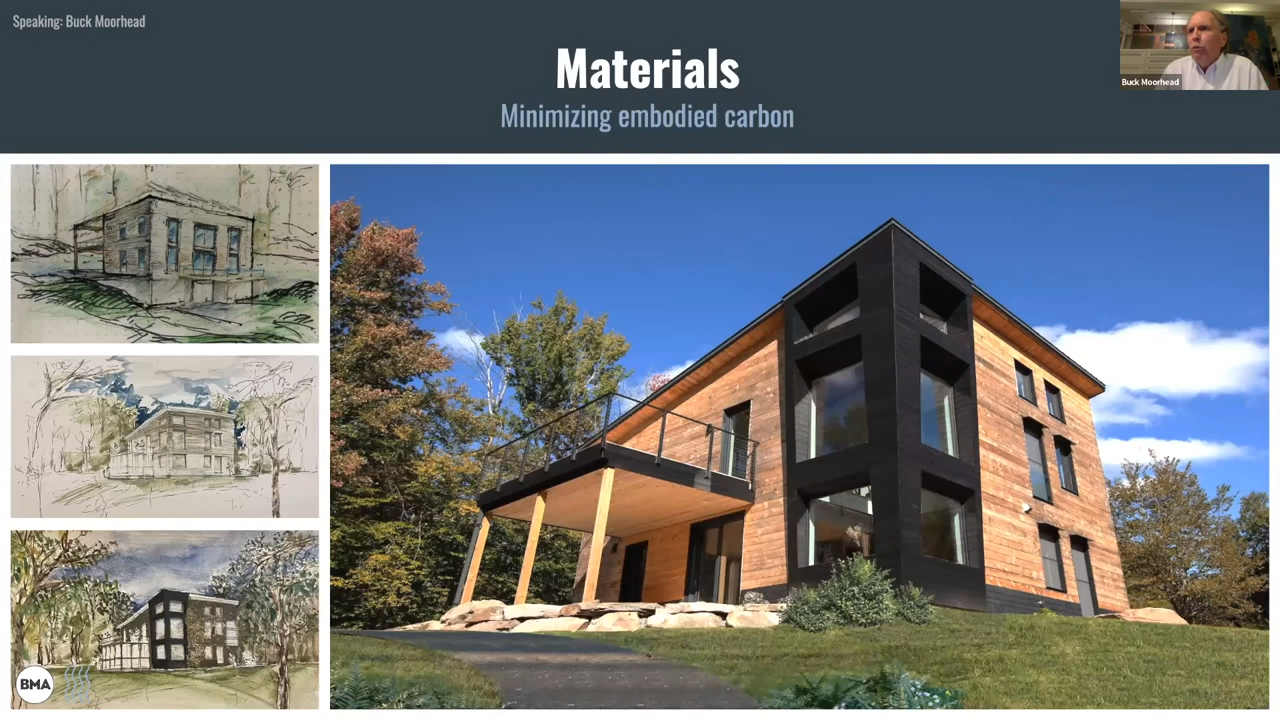 Speaking: Buck Moorhead
Materials
Minimizing embodied carbon
Buck Moorhead
BMA